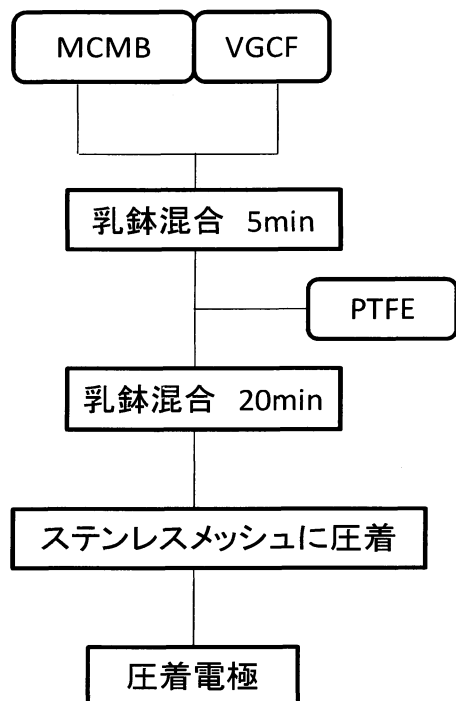 MCMB VGCF
乳鉢混合 5min
PTFE
乳鉢混合 20min
ステンレスメッシュに圧着
圧着電極